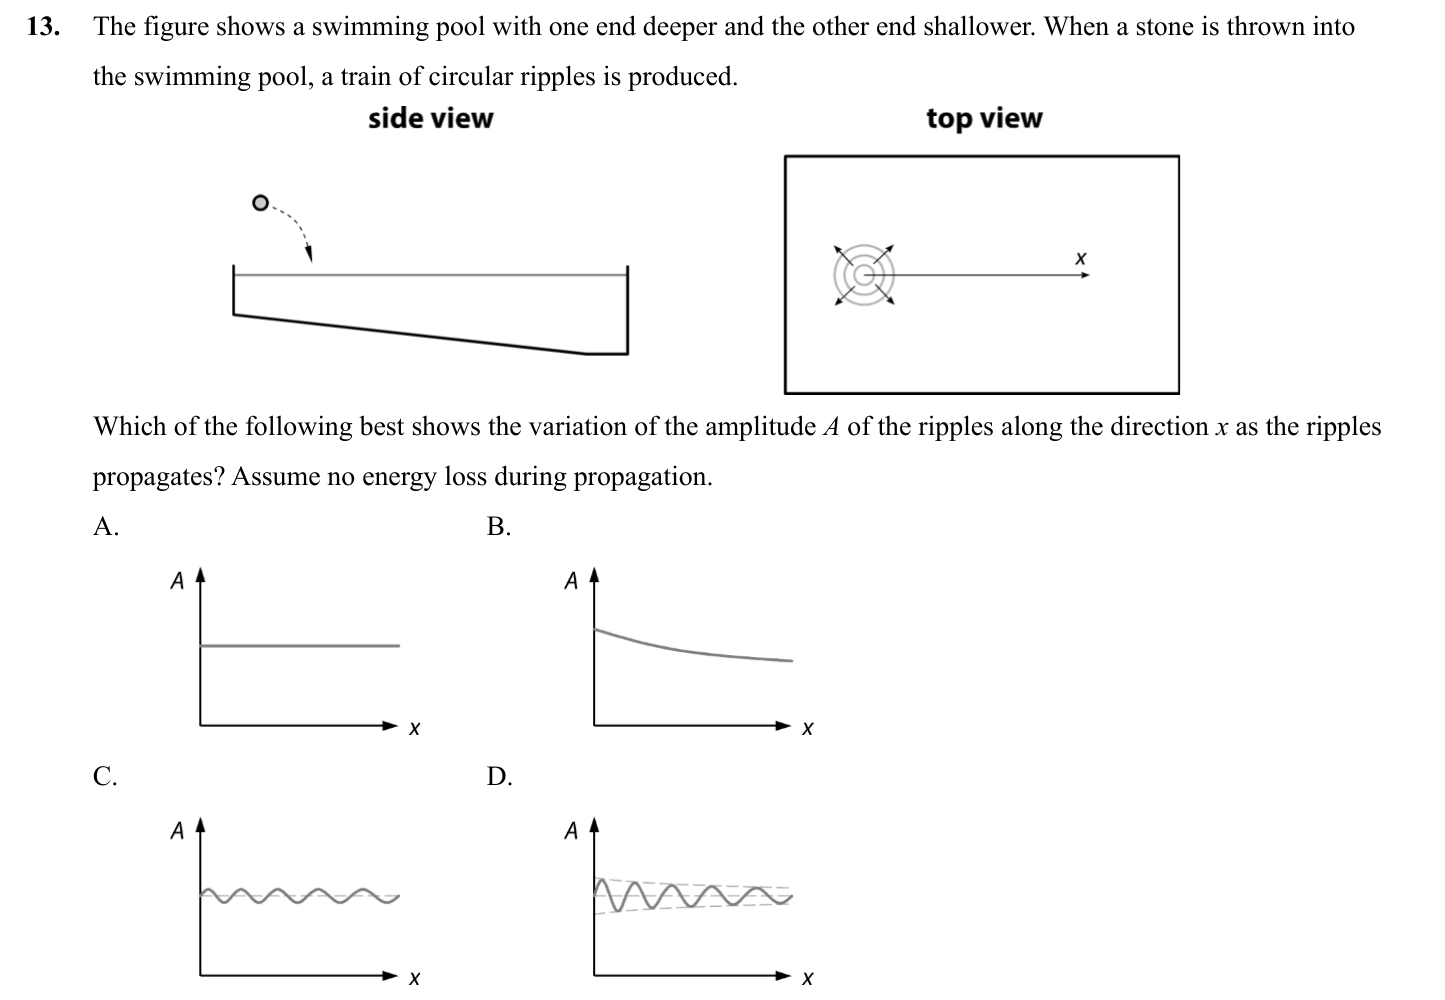 13. The figure shows a swimming pool with one end deeper and the other end shallower. When a stone is thrown into
the swimming pool, a train of circular ripples is produced.
side view
top view
x
Which of the following best shows the variation of the amplitude A of the ripples along the direction x as the ripples
propagates? Assume no energy loss during propagation.
A.
B.
A
x
A
x
C.
D.
A
x
A
x